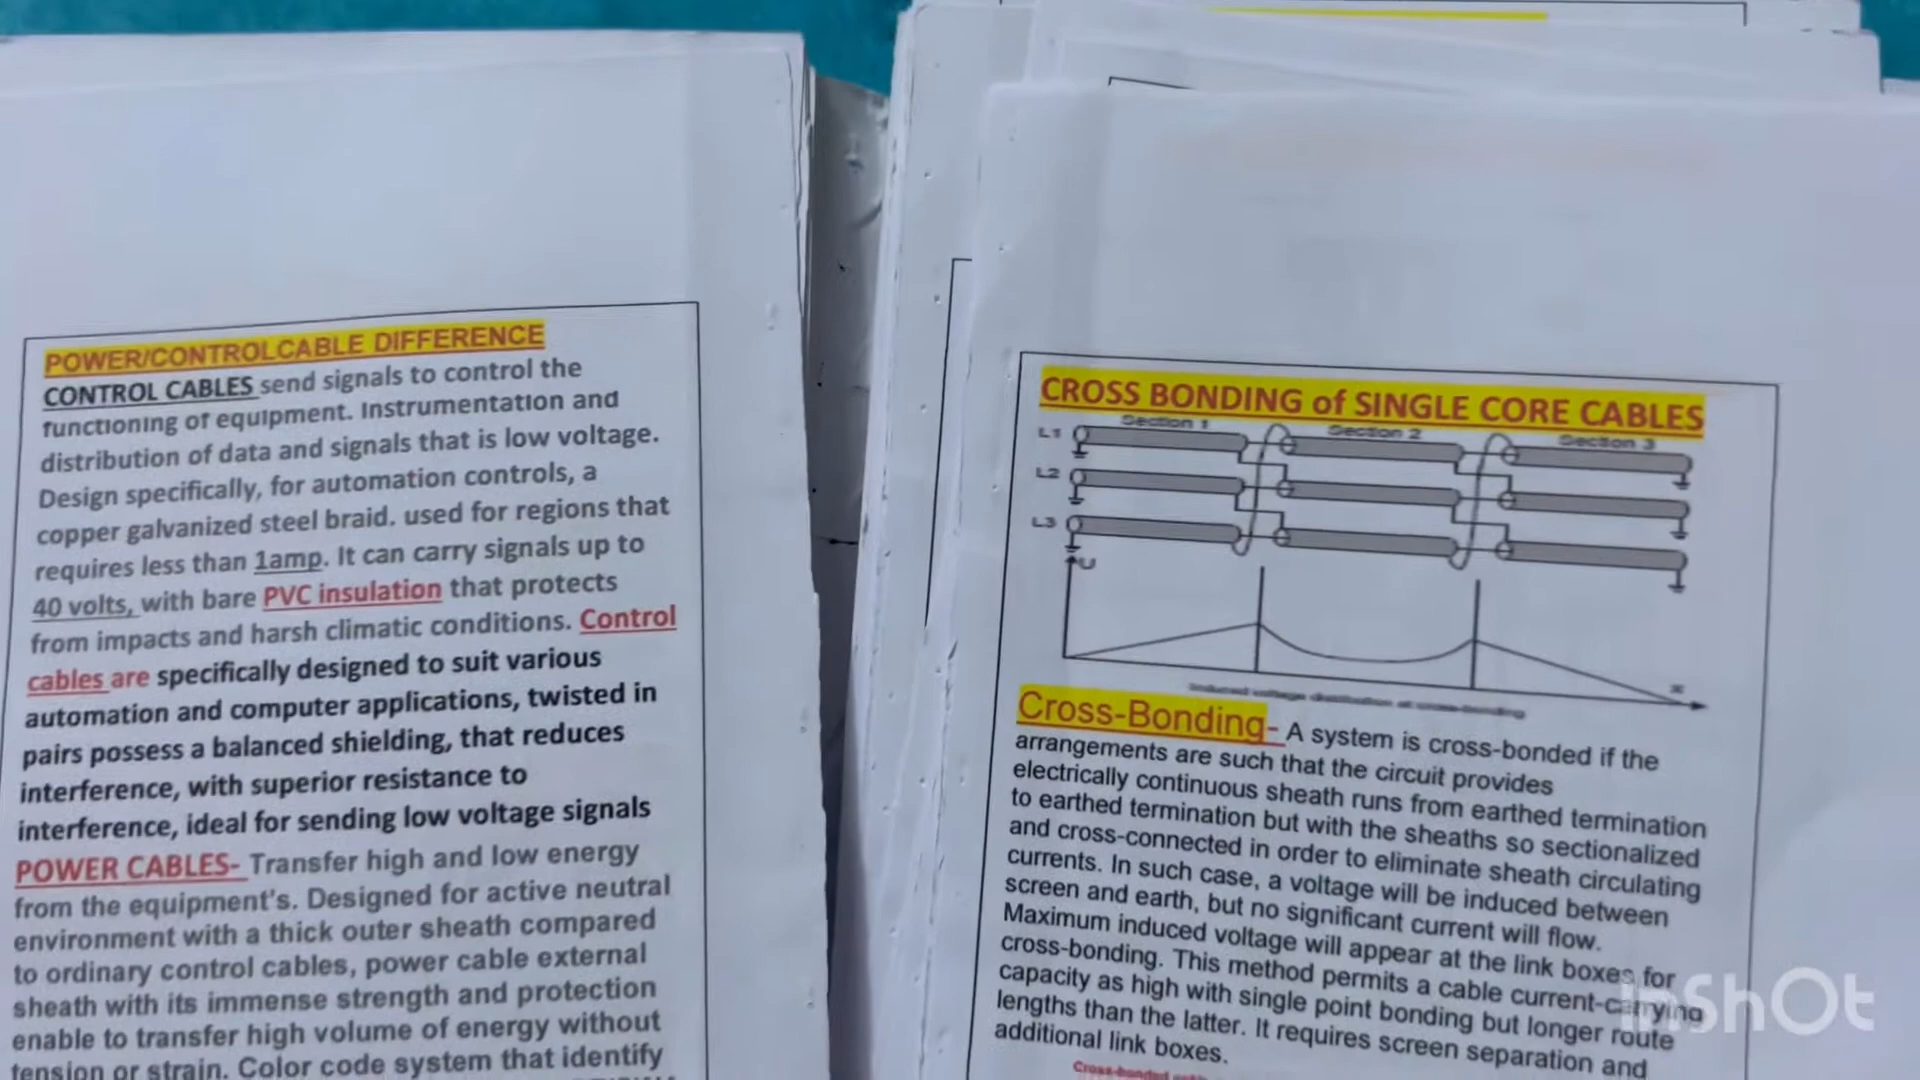 POWER/CONTROLCABLE DIFFERENCE
CONTROL CABLES send signals to control the
functioning of equipment. Instrumentation and
distribution of data and signals that is low voltage.
Design specifically, for automation controls, a
copper galvanized steel braid. used for regions that
requires less than 1amp. It can carry signals up to
40 volts, with bare PVC insulation that protects
from impacts and harsh climatic conditions. Control
cables are specifically designed to suit various
automation and computer applications, twisted in
pairs possess a balanced shielding, that reduces
interference, with superior resistance to
interference, ideal for sending low voltage signals
POWER CABLES- Transfer high and low energy
from the equipment's. Designed for active neutral
environment with a thick outer sheath compared
to ordinary control cables, power cable external
sheath with its immense strength and protection
enable to transfer high volume of energy without
tension or strain. Color code system that identify
CROSS BONDING of SINGLE CORE CABLES
Section 1 Section 2 Section 3
L1
L2
L3
U
x
Induced voltage distribution at cross-bonding
Cross-Bonding- A system is cross-bonded if the
arrangements are such that the circuit provides
electrically continuous sheath runs from earthed termination
to earthed termination but with the sheaths so sectionalized
and cross-connected in order to eliminate sheath circulating
currents. In such case, a voltage will be induced between
screen and earth, but no significant current will flow.
Maximum induced voltage will appear at the link boxes for
cross-bonding. This method permits a cable current-carrying
capacity as high with single point bonding but longer route
lengths than the latter. It requires screen separation and
additional link boxes.
Cross-bonded
InShOt